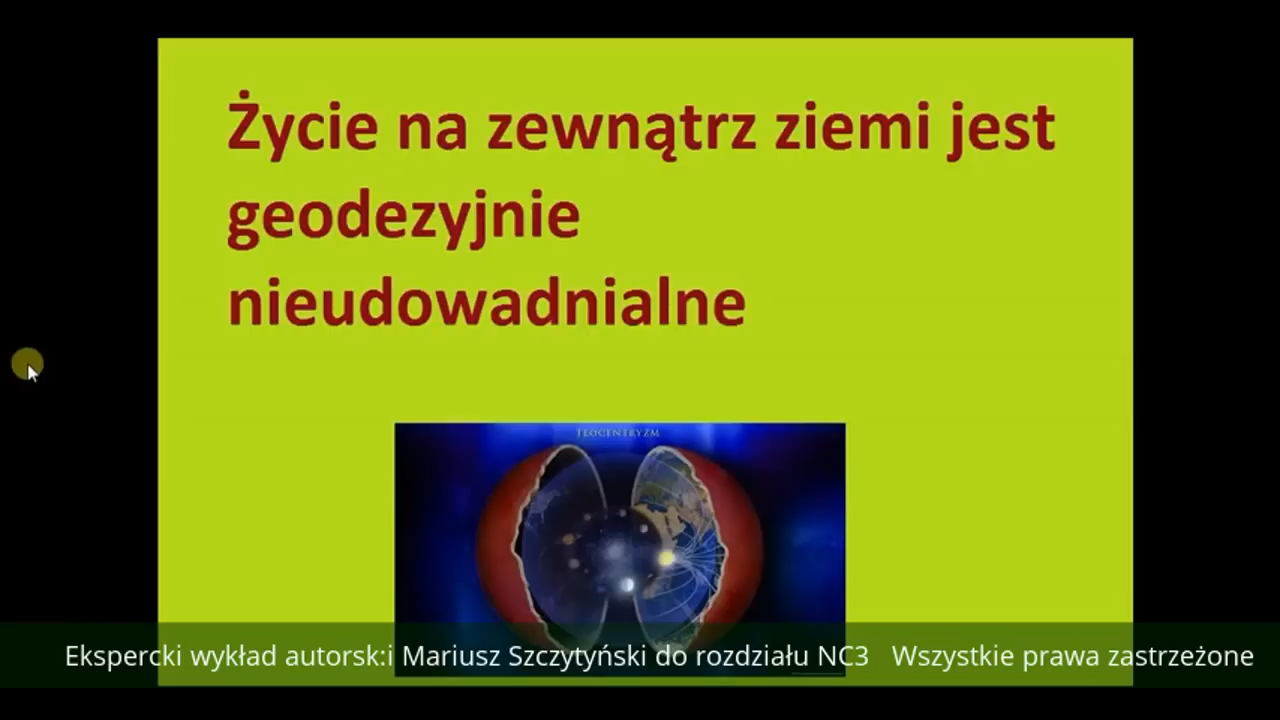 Życie na zewnątrz ziemi jest
geodezyjnie
nieudowadnialne
TEOCENTRYZM
Ekspercki wykład autorsk:i Mariusz Szczytyński do rozdziału NC3 Wszystkie prawa zastrzeżone